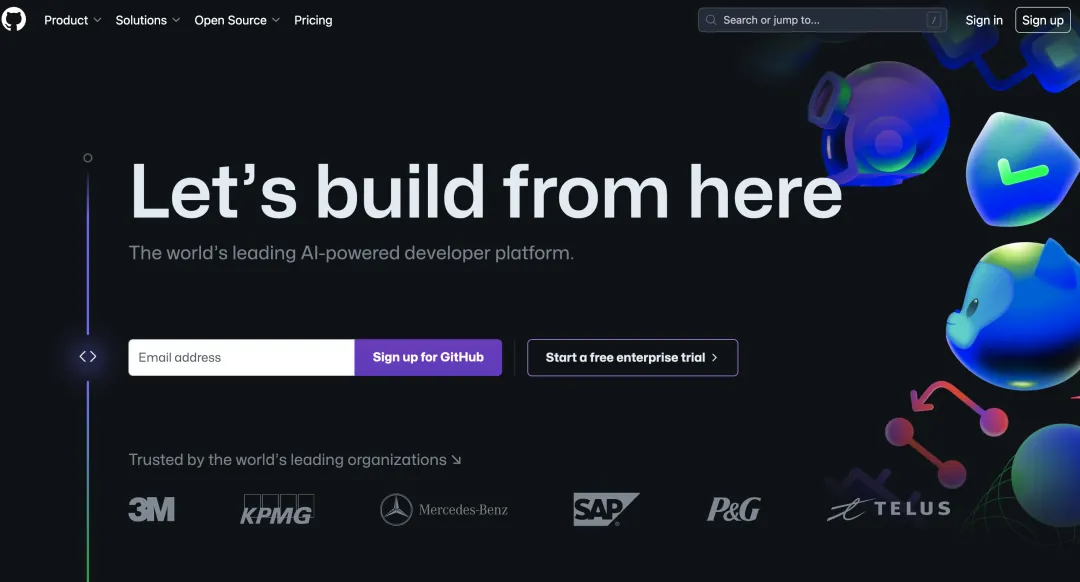 Product Solutions Open Source Pricing Search or jump to... / Sign in Sign up
Let’s build from here
The world’s leading AI-powered developer platform.
Email address Sign up for GitHub Start a free enterprise trial
Trusted by the world’s leading organizations
3M KPMG Mercedes-Benz SAP P&G TELUS